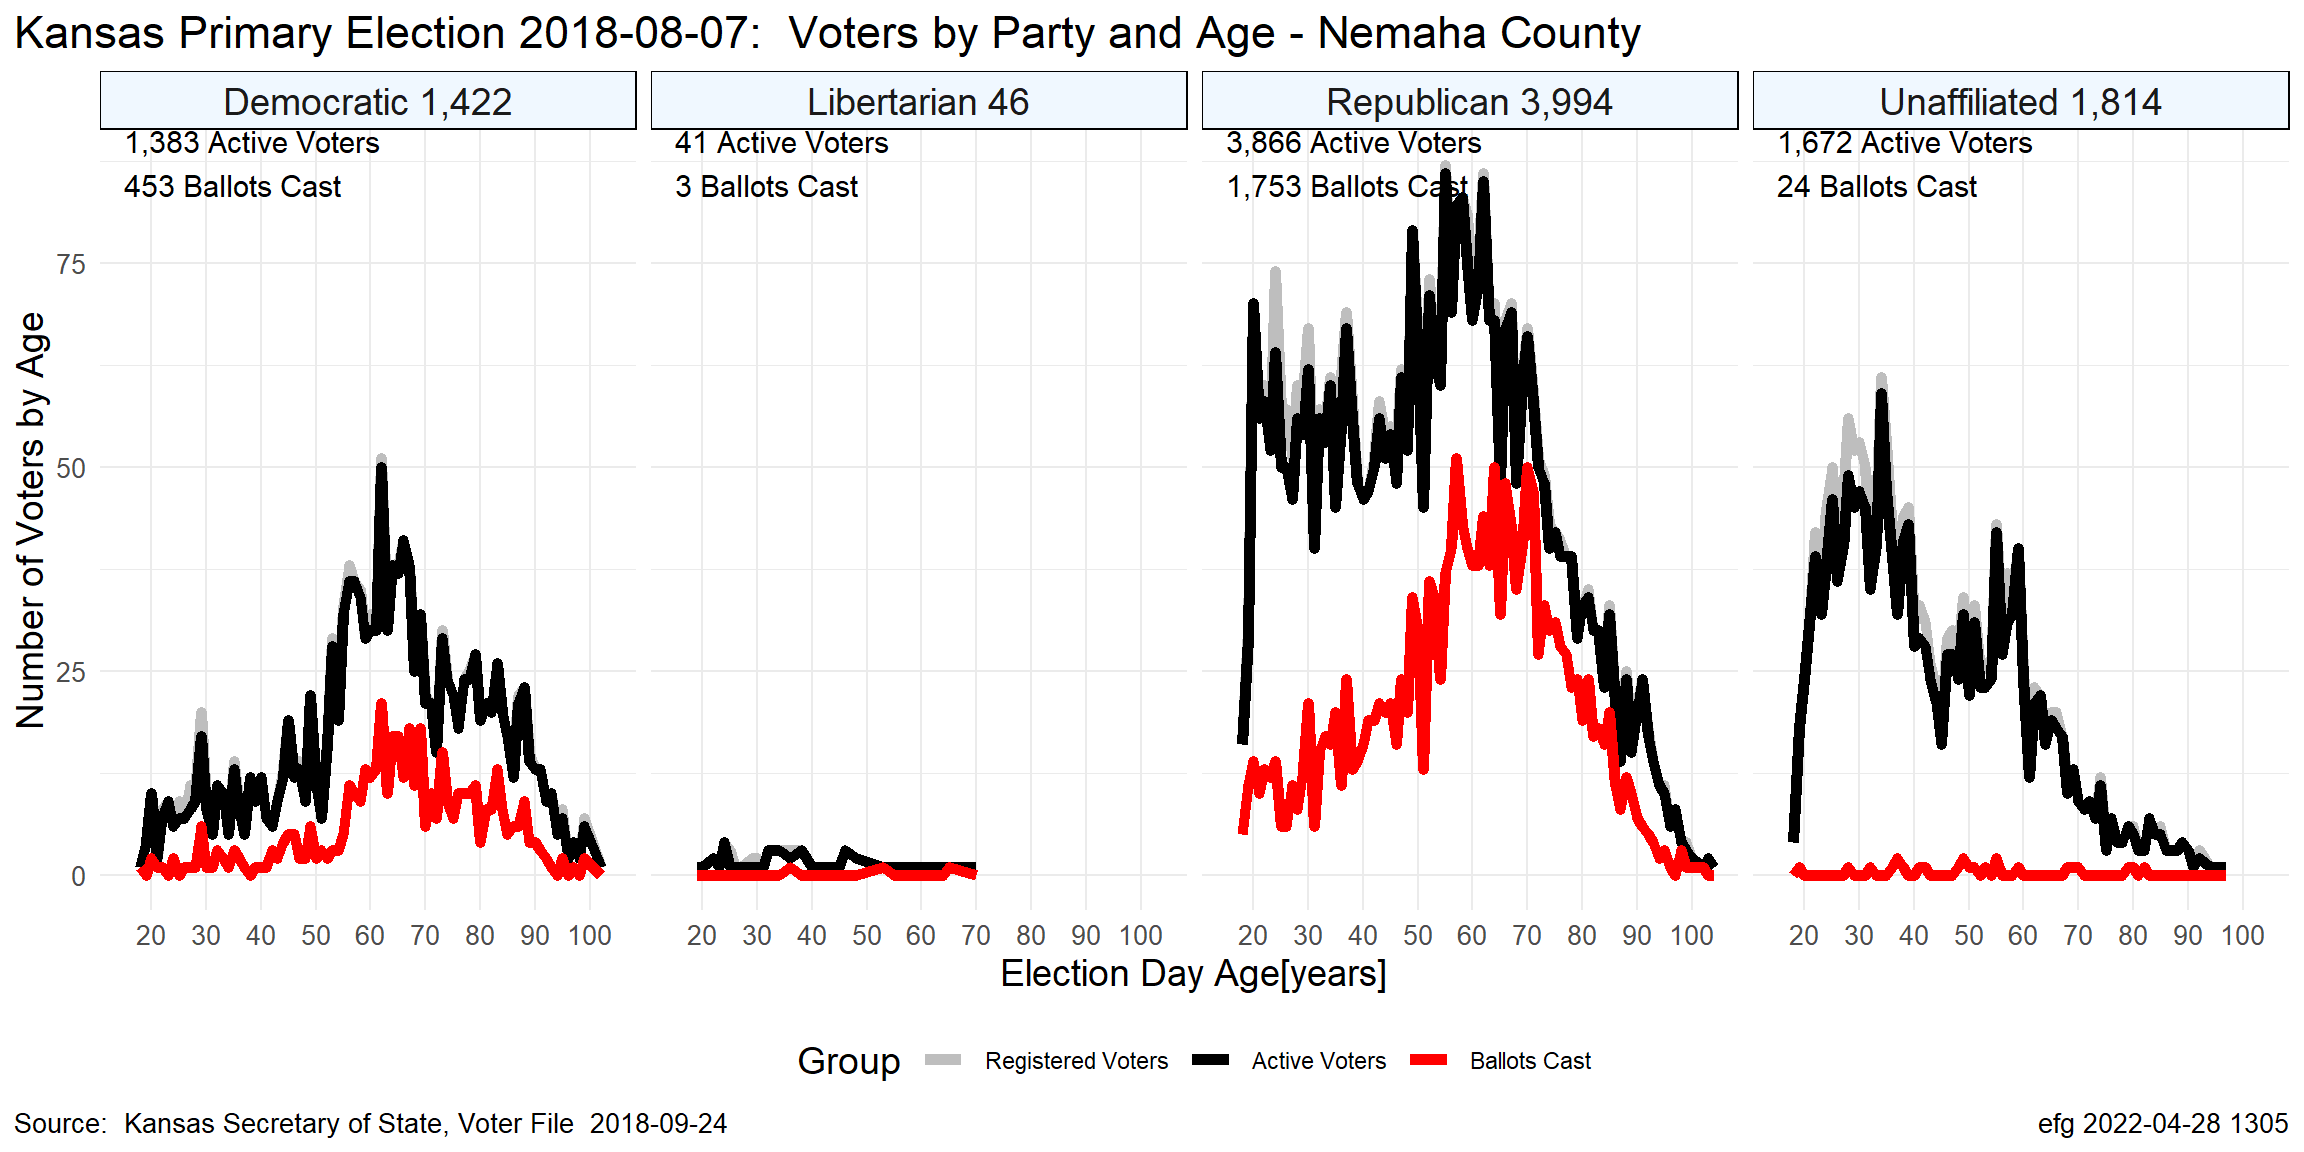 Kansas Primary Election 2018-08-07:  Voters by Party and Age - Nemaha County
Democratic 1,422
Libertarian 46
Republican 3,994
Unaffiliated 1,814
1,383 Active Voters
453 Ballots Cast
41 Active Voters
3 Ballots Cast
3,866 Active Voters
1,753 Ballots Cast
1,672 Active Voters
24 Ballots Cast
Number of Voters by Age
75
50
25
0
20 30 40 50 60 70 80 90 100
20 30 40 50 60 70 80 90 100
20 30 40 50 60 70 80 90 100
20 30 40 50 60 70 80 90 100
Election Day Age[years]
Group Registered Voters Active Voters Ballots Cast
Source:  Kansas Secretary of State, Voter File  2018-09-24
efg 2022-04-28 1305